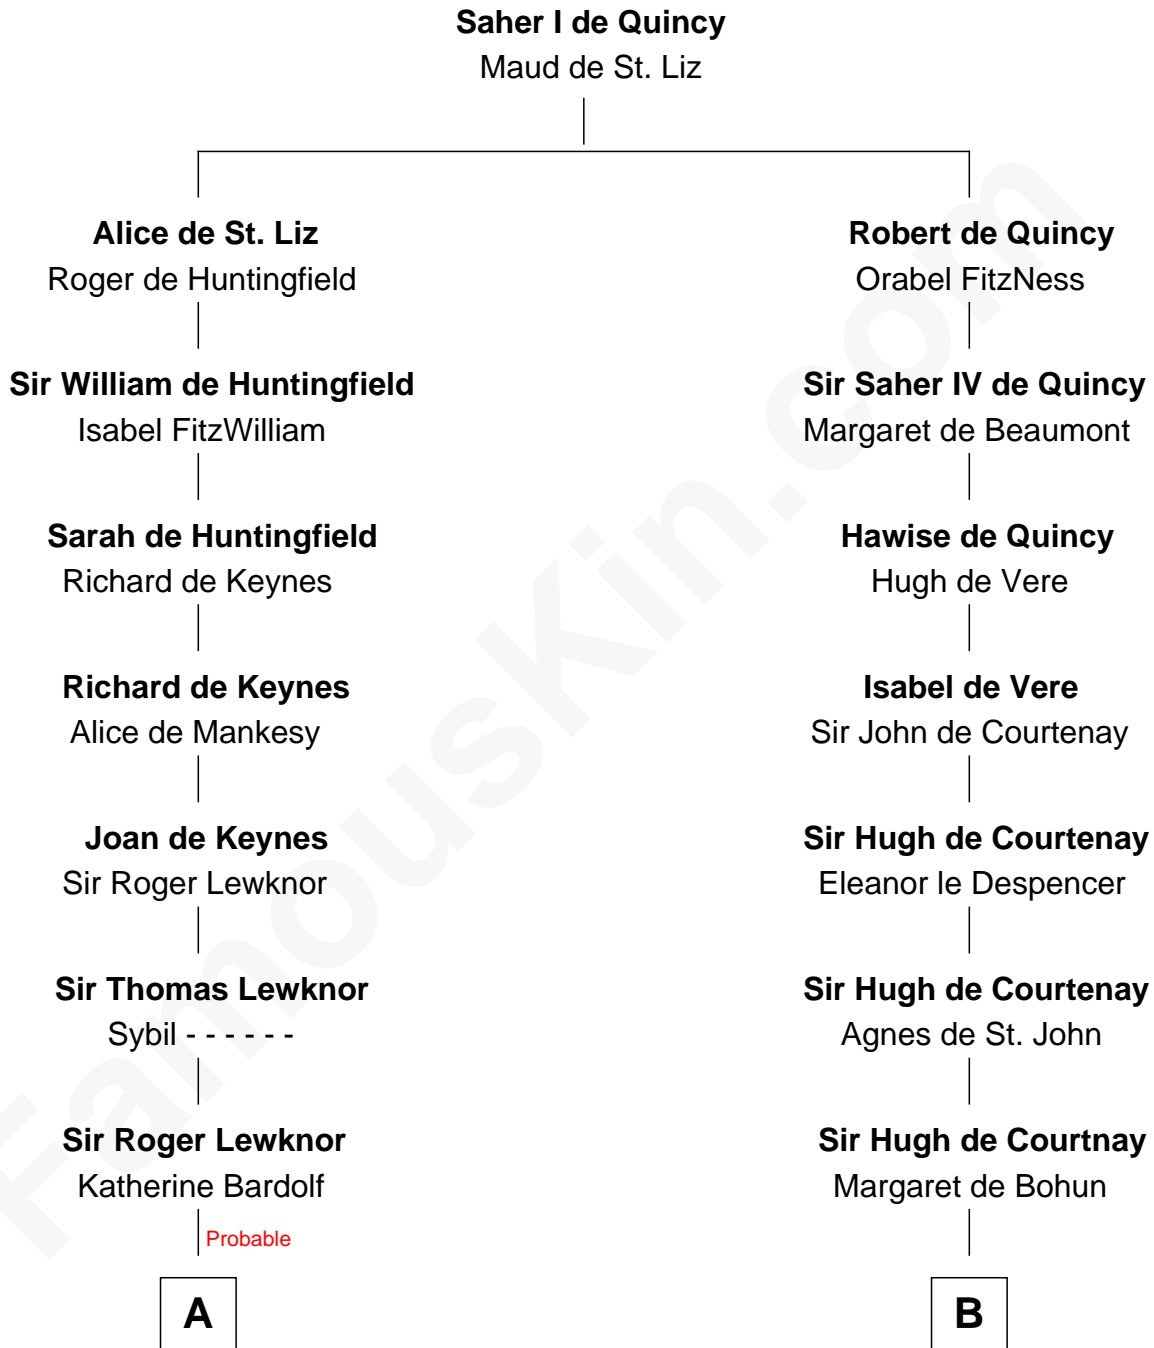 Saher I de Quincy
Maud de St. Liz
Alice de St. Liz
Roger de Huntingfield
Robert de Quincy
Orabel FitzNess
Sir William de Huntingfield
Isabel FitzWilliam
Sir Saher IV de Quincy
Margaret de Beaumont
Sarah de Huntingfield
Richard de Keynes
Hawise de Quincy
Hugh de Vere
Richard de Keynes
Alice de Mankesy
Isabel de Vere
Sir John de Courtenay
Joan de Keynes
Sir Roger Lewknor
Sir Hugh de Courtenay
Eleanor le Despencer
Sir Thomas Lewknor
Sybil - - - - - -
Sir Hugh de Courtenay
Agnes de St. John
Sir Roger Lewknor
Katherine Bardolf
Sir Hugh de Courtnay
Margaret de Bohun
Probable
A
B
FamousKin.com